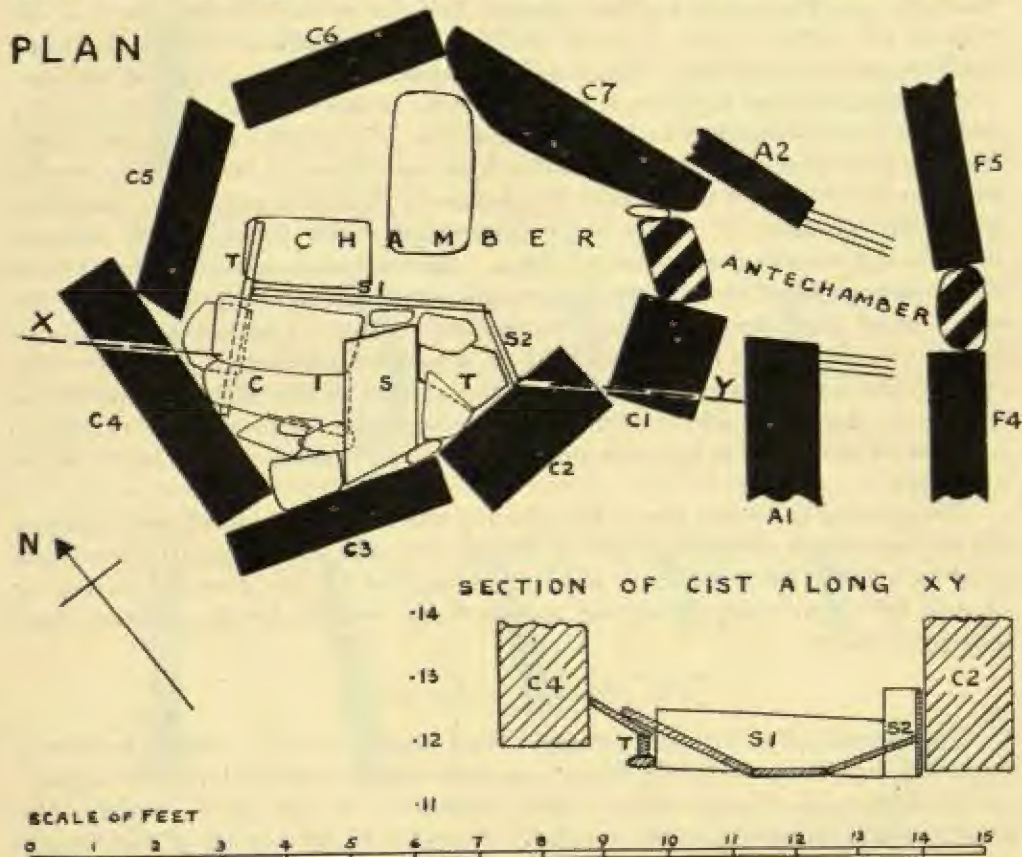 PLAN
C6
C7
A2
F5
C5
CHAMBER
T
S1
ANTECHAMBER
X
S2
CIST
Y
C4
C1
F4
C2
A1
C3
N
SECTION OF CIST ALONG XY
·14
·13
C4
C2
S1
S2
·12
T
·11
SCALE OF FEET
0 1 2 3 4 5 6 7 8 9 10 11 12 13 14 15